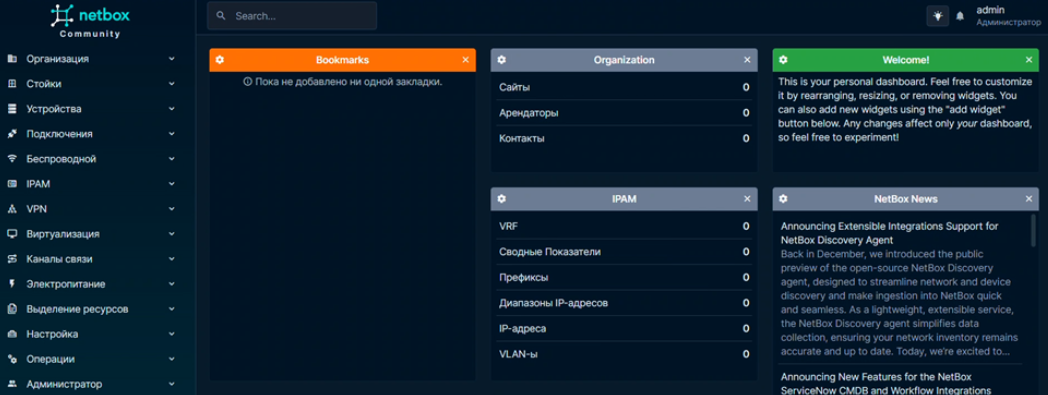 netbox
Community
Search...
admin
Администратор
Организация
Стойки
Устройства
Подключения
Беспроводной
IPAM
VPN
Виртуализация
Каналы связи
Электропитание
Выделение ресурсов
Настройка
Операции
Администратор
Bookmarks
Пока не добавлено ни одной закладки.
Organization
Сайты 0
Арендаторы 0
Контакты 0
Welcome!
This is your personal dashboard. Feel free to customize
it by rearranging, resizing, or removing widgets. You
can also add new widgets using the "add widget"
button below. Any changes affect only your dashboard,
so feel free to experiment!
IPAM
VRF 0
Сводные Показатели 0
Префиксы 0
Диапазоны IP-адресов 0
IP-адреса 0
VLAN-ы 0
NetBox News
Announcing Extensible Integrations Support for
NetBox Discovery Agent
Back in December, we introduced the public
preview of the open-source NetBox Discovery
agent, designed to streamline network and device
discovery and make ingestion into NetBox quick
and seamless. As a lightweight, extensible service,
the NetBox Discovery agent simplifies data
collection, ensuring your network inventory remains
accurate and up to date. Today, we're excited to...
Announcing New Features for the NetBox
ServiceNow CMDB and Workflow Integrations